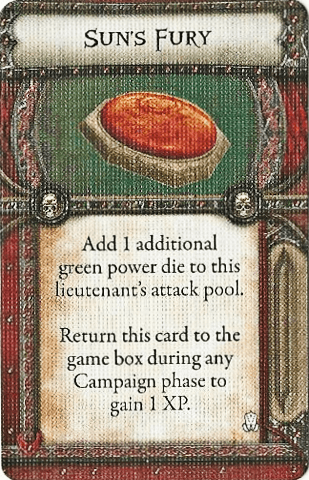 Sun's Fury
Add 1 additional
green power die to this
lieutenant's attack pool.
Return this card to the
game box during any
Campaign phase to
gain 1 XP.